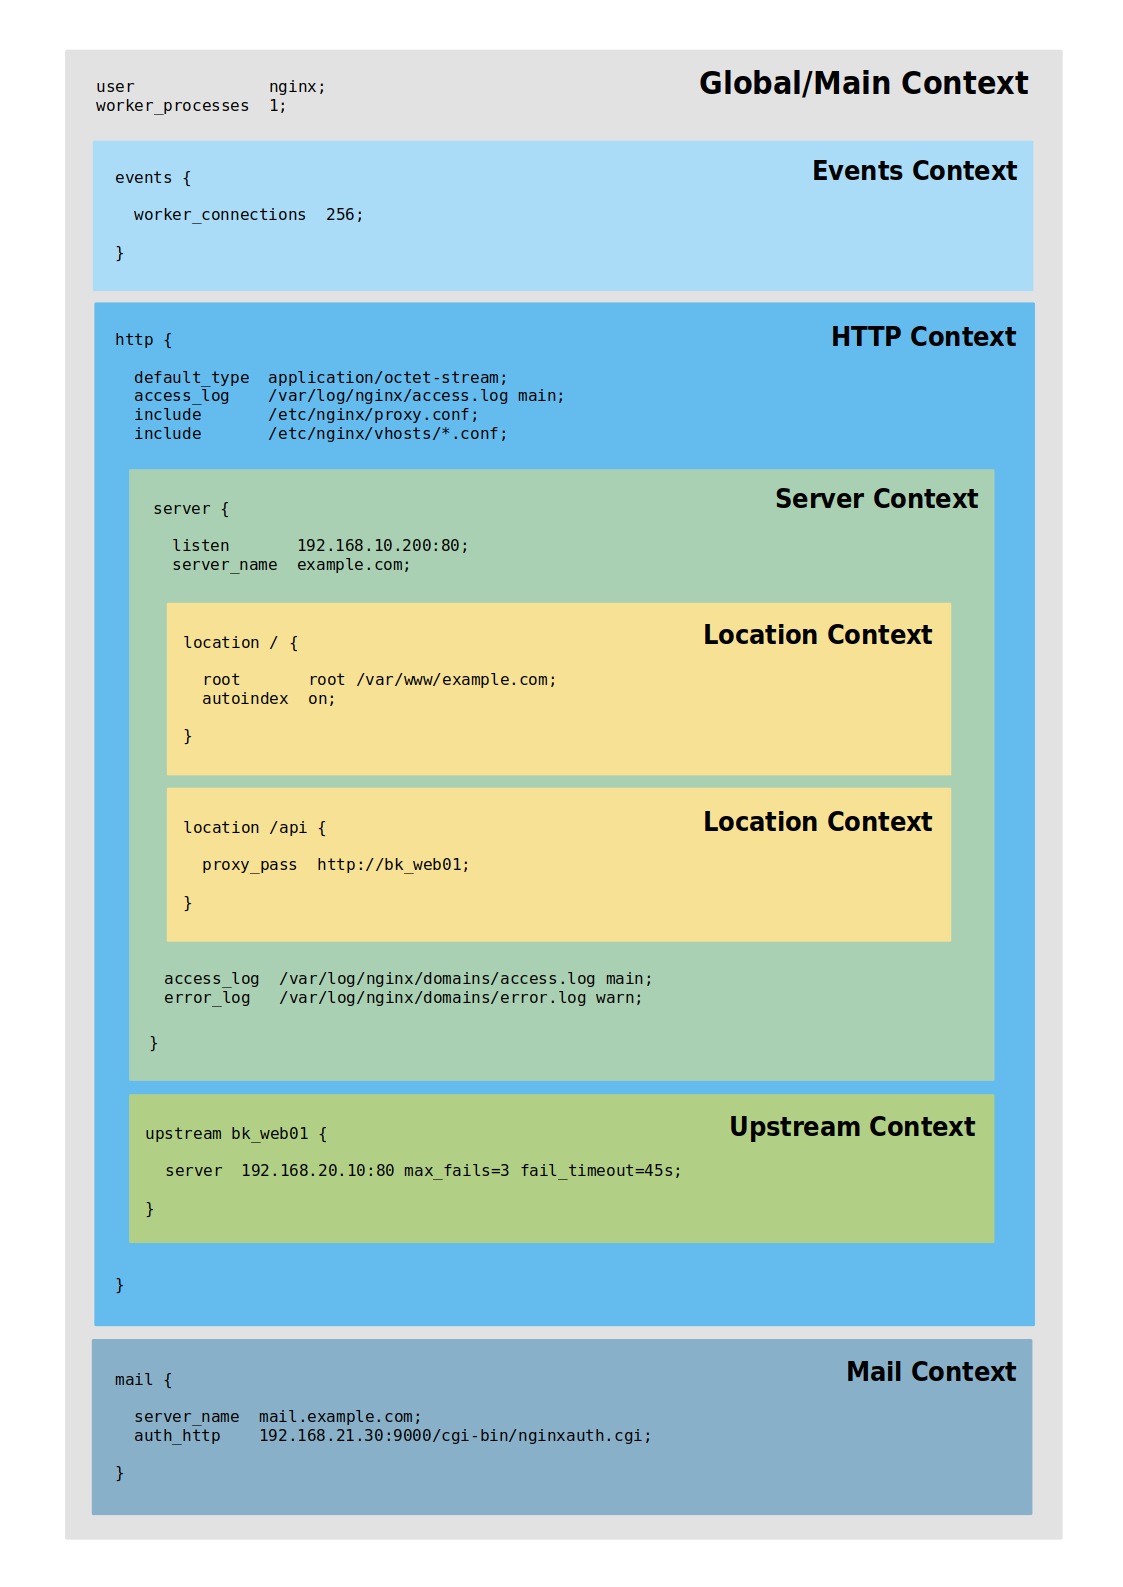 Global/Main Context
user              nginx;
worker_processes  1;
Events Context
events {
  worker_connections  256;
}
HTTP Context
http {
  default_type  application/octet-stream;
  access_log    /var/log/nginx/access.log main;
  include       /etc/nginx/proxy.conf;
  include       /etc/nginx/vhosts/*.conf;
Server Context
server {
  listen       192.168.10.200:80;
  server_name  example.com;
Location Context
location / {
  root       root /var/www/example.com;
  autoindex  on;
}
Location Context
location /api {
  proxy_pass  http://bk_web01;
}
access_log  /var/log/nginx/domains/access.log main;
error_log   /var/log/nginx/domains/error.log warn;
}
Upstream Context
upstream bk_web01 {
  server  192.168.20.10:80 max_fails=3 fail_timeout=45s;
}
}
Mail Context
mail {
  server_name  mail.example.com;
  auth_http    192.168.21.30:9000/cgi-bin/nginxauth.cgi;
}